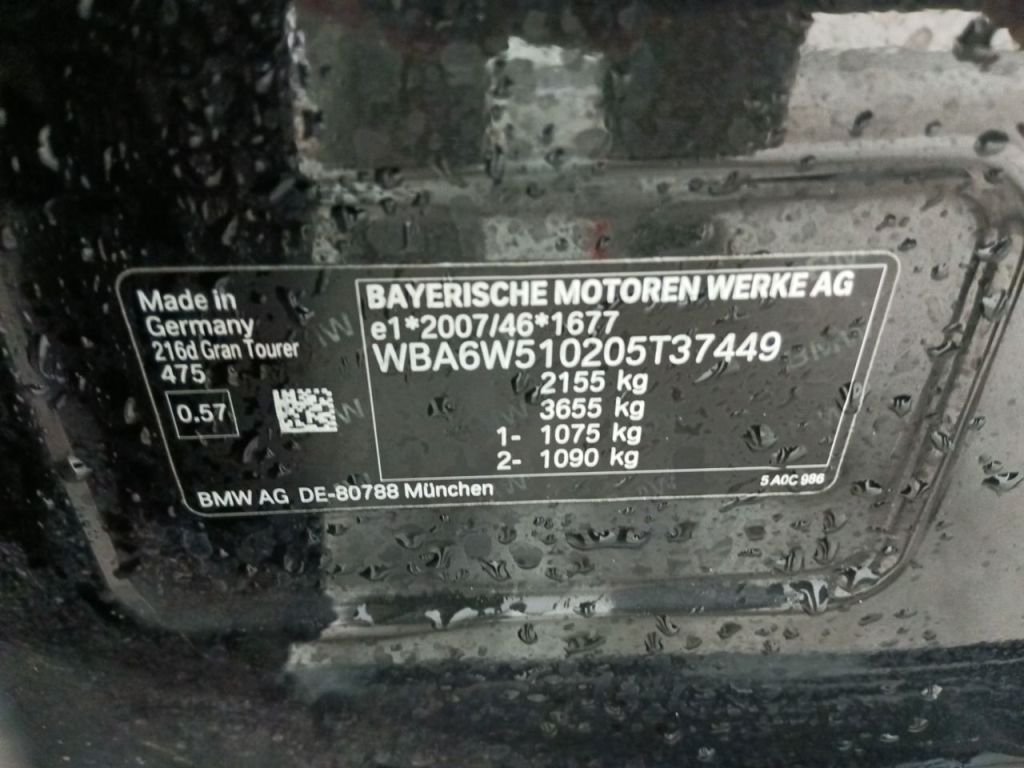 Made in
Germany
216d Gran Tourer
475
0.57
BAYERISCHE MOTOREN WERKE AG
e1*2007/46*1677
WBA6W510205T37449
2155 kg
3655 kg
1- 1075 kg
2- 1090 kg
5 A0C 986
BMW AG DE-80788 München